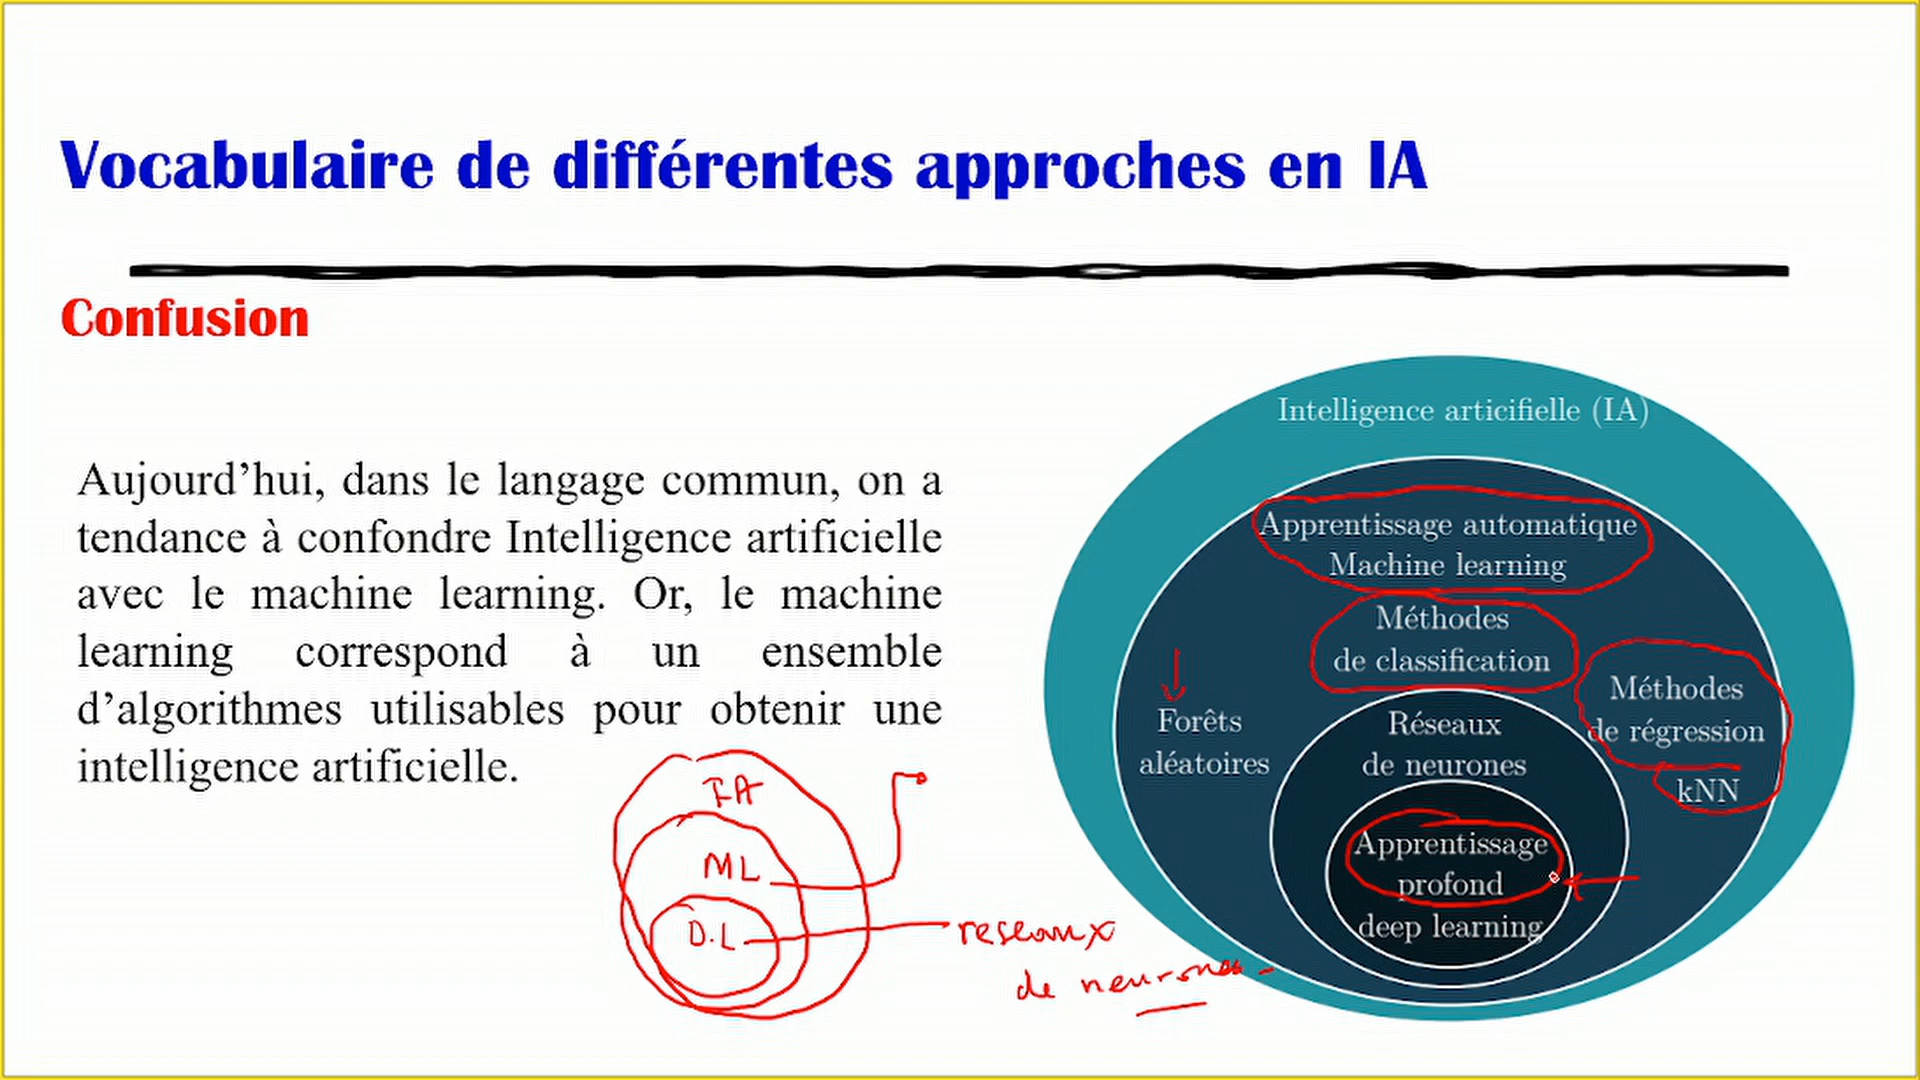 Vocabulaire de différentes approches en IA
Confusion
Aujourd’hui, dans le langage commun, on a
tendance à confondre Intelligence artificielle
avec le machine learning. Or, le machine
learning correspond à un ensemble
d’algorithmes utilisables pour obtenir une
intelligence artificielle.
IA
ML
D.L
reseaux
de neurones
Intelligence articifielle (IA)
Apprentissage automatique
Machine learning
Méthodes
de classification
Méthodes
de régression
kNN
Forêts
aléatoires
Réseaux
de neurones
Apprentissage
profond
deep learning